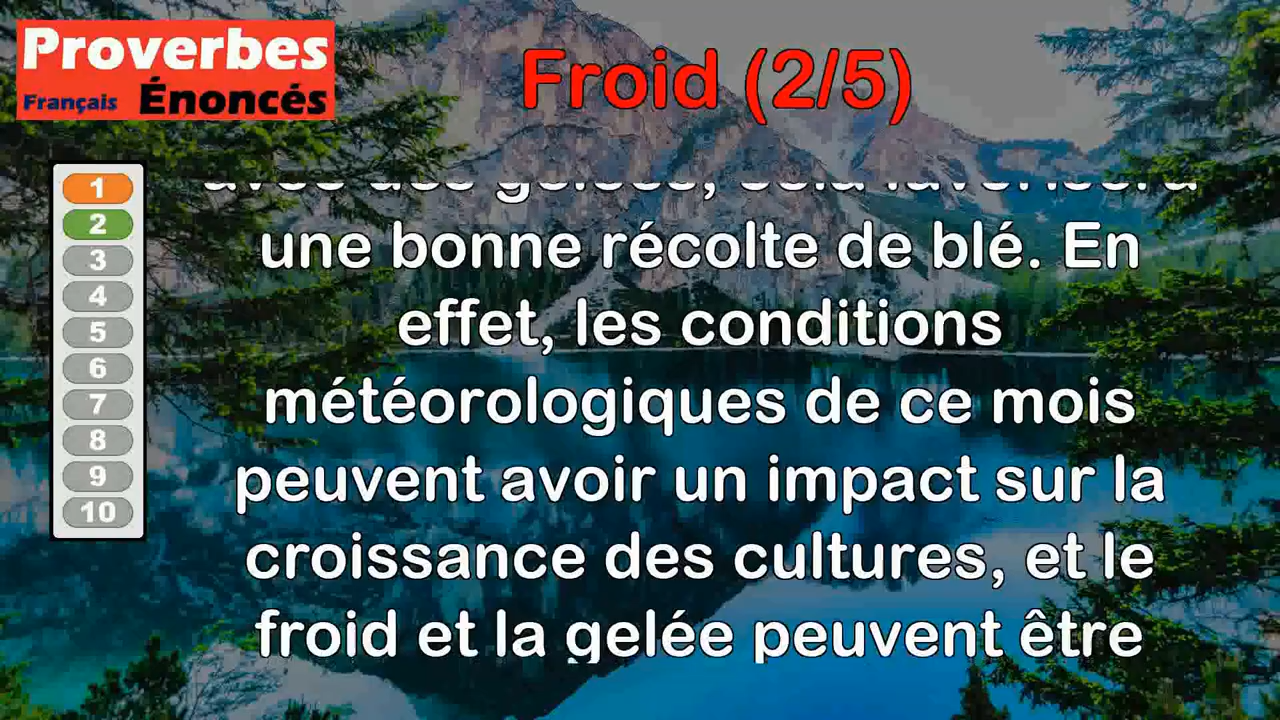 Proverbes
Français Énoncés
Froid (2/5)
1
2
3
4
5
6
7
8
9
10
une bonne récolte de blé. En
effet, les conditions
météorologiques de ce mois
peuvent avoir un impact sur la
croissance des cultures, et le
froid et la gelée peuvent être